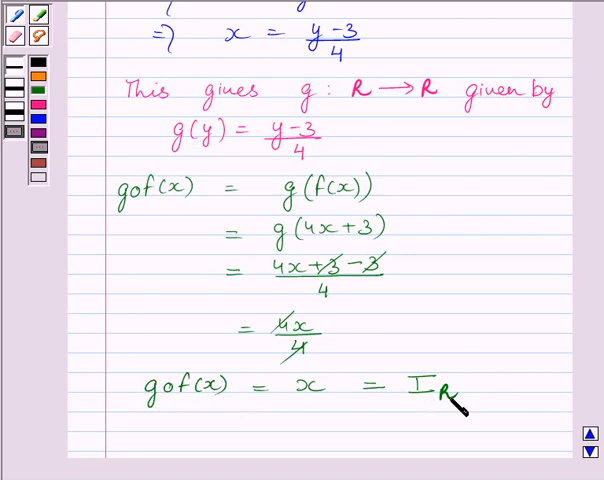 =) x = y-3/4
This gives g : R → R given by
g(y) = y-3/4
gof(x) = g(f(x))
= g(4x+3)
= 4x+3-3/4
= 4x/4
gof(x) = x = I_R